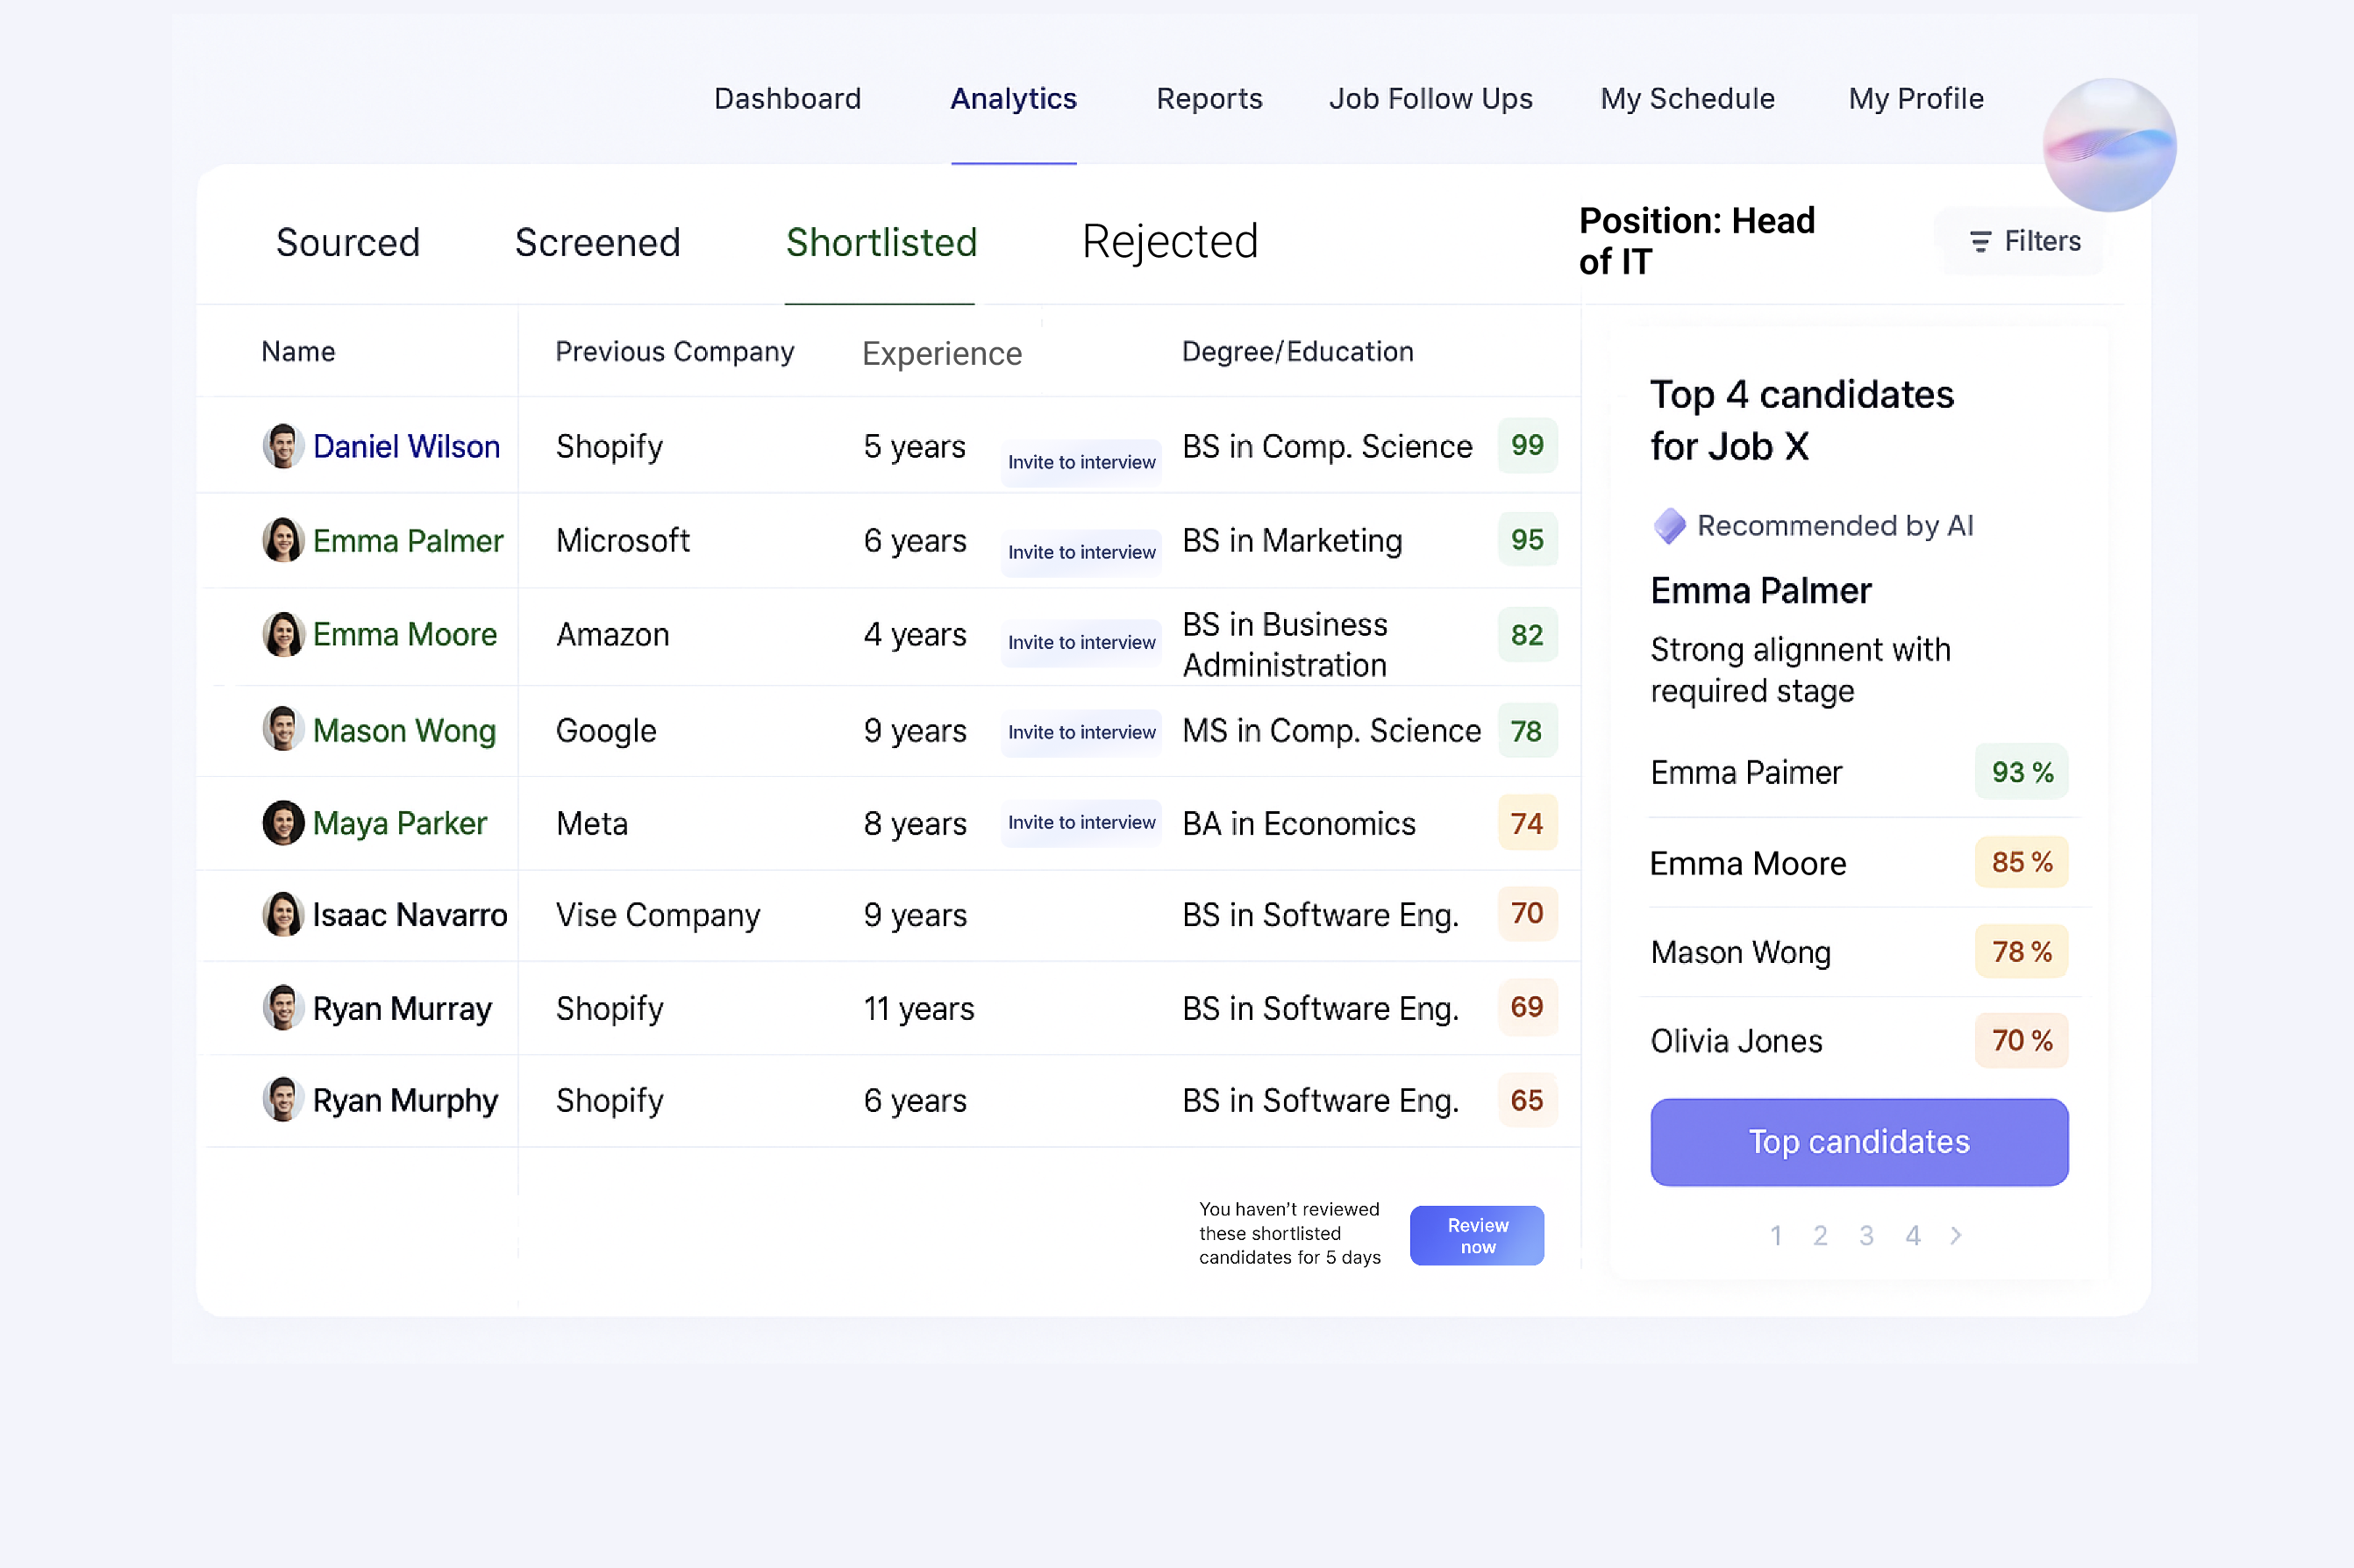 Dashboard Analytics Reports Job Follow Ups My Schedule My Profile
Sourced Screened Shortlisted Rejected
Position: Head
of IT
Filters
Name Previous Company Experience Degree/Education
Daniel Wilson Shopify 5 years Invite to interview BS in Comp. Science 99
Emma Palmer Microsoft 6 years Invite to interview BS in Marketing 95
Emma Moore Amazon 4 years Invite to interview BS in Business
Administration 82
Mason Wong Google 9 years Invite to interview MS in Comp. Science 78
Maya Parker Meta 8 years Invite to interview BA in Economics 74
Isaac Navarro Vise Company 9 years BS in Software Eng. 70
Ryan Murray Shopify 11 years BS in Software Eng. 69
Ryan Murphy Shopify 6 years BS in Software Eng. 65
You haven't reviewed
these shortlisted
candidates for 5 days
Review
now
Top 4 candidates
for Job X
Recommended by AI
Emma Palmer
Strong alignnent with
required stage
Emma Paimer 93 %
Emma Moore 85 %
Mason Wong 78 %
Olivia Jones 70 %
Top candidates
1 2 3 4 >